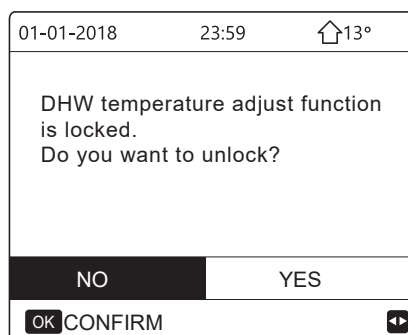 01-01-2018 23:59 13°
DHW temperature adjust function
is locked.
Do you want to unlock?
NO YES
OK CONFIRM